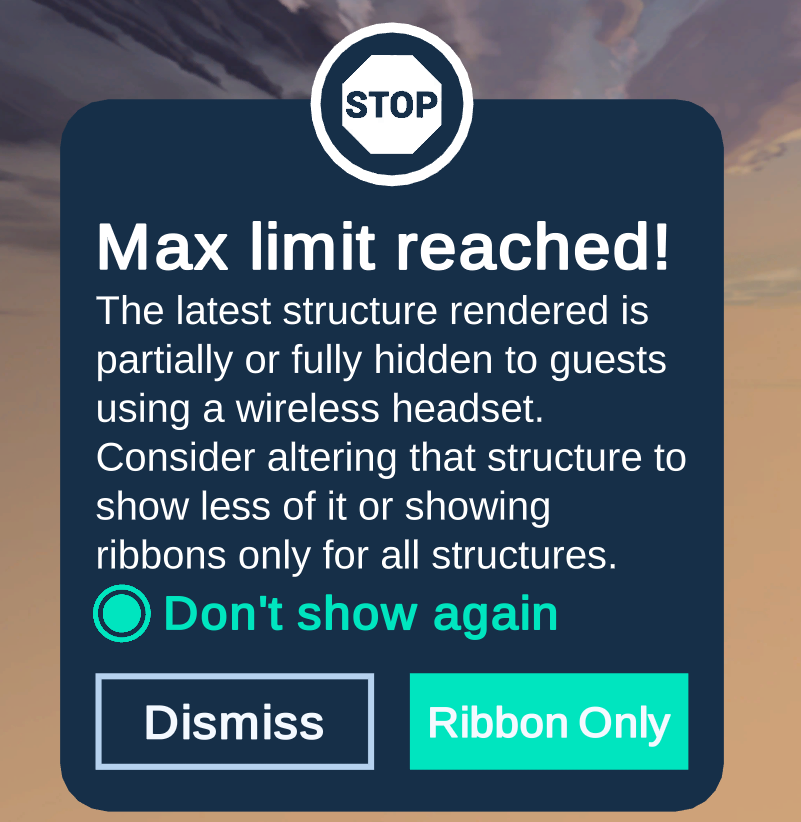 STOP
Max limit reached!
The latest structure rendered is
partially or fully hidden to guests
using a wireless headset.
Consider altering that structure to
show less of it or showing
ribbons only for all structures.
Don't show again
Dismiss
Ribbon Only